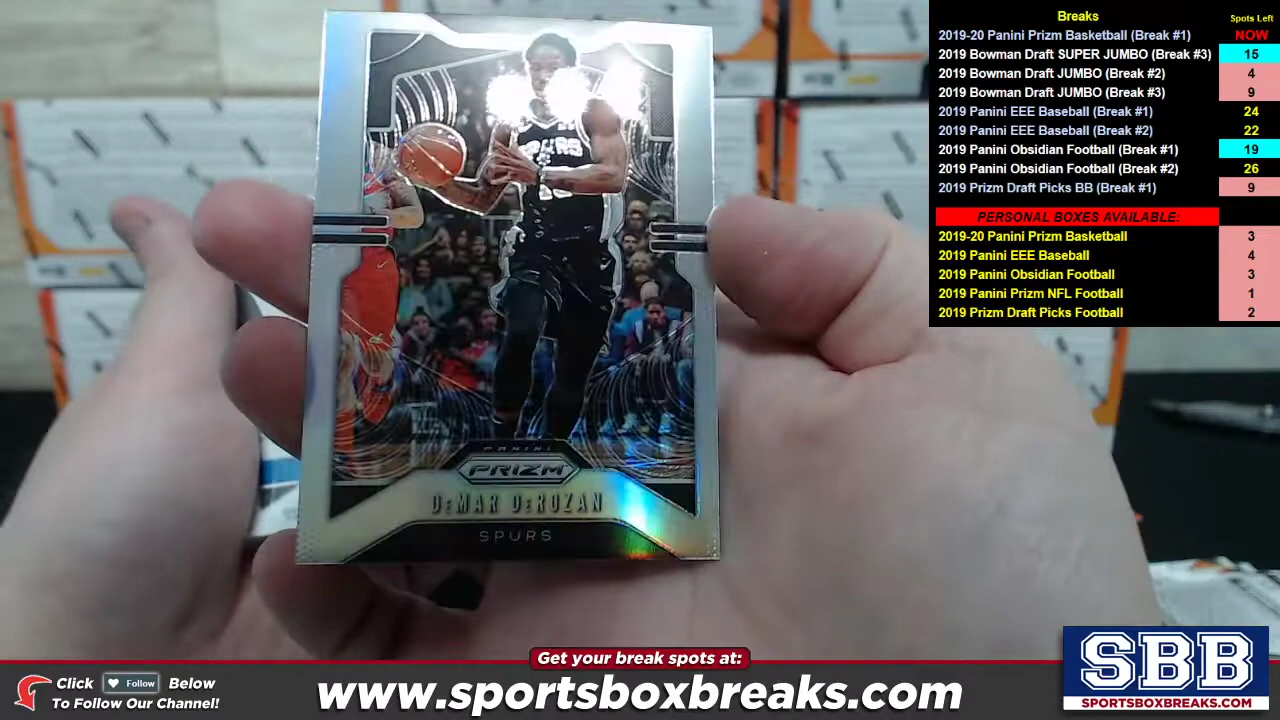 Breaks Spots Left
2019-20 Panini Prizm Basketball (Break #1) NOW
2019 Bowman Draft SUPER JUMBO (Break #3) 15
2019 Bowman Draft JUMBO (Break #2) 4
2019 Bowman Draft JUMBO (Break #3) 9
2019 Panini EEE Baseball (Break #1) 24
2019 Panini EEE Baseball (Break #2) 22
2019 Panini Obsidian Football (Break #1) 19
2019 Panini Obsidian Football (Break #2) 26
2019 Prizm Draft Picks BB (Break #1) 9
PERSONAL BOXES AVAILABLE:
2019-20 Panini Prizm Basketball 3
2019 Panini EEE Baseball 4
2019 Panini Obsidian Football 3
2019 Panini Prizm NFL Football 1
2019 Prizm Draft Picks Football 2
SPURS
10
PANINI
PRIZM
DEMAR DEROZAN
SPURS
Get your break spots at:
Click Follow Below
To Follow Our Channel!
www.sportsboxbreaks.com
SBB
SPORTSBOXBREAKS.COM